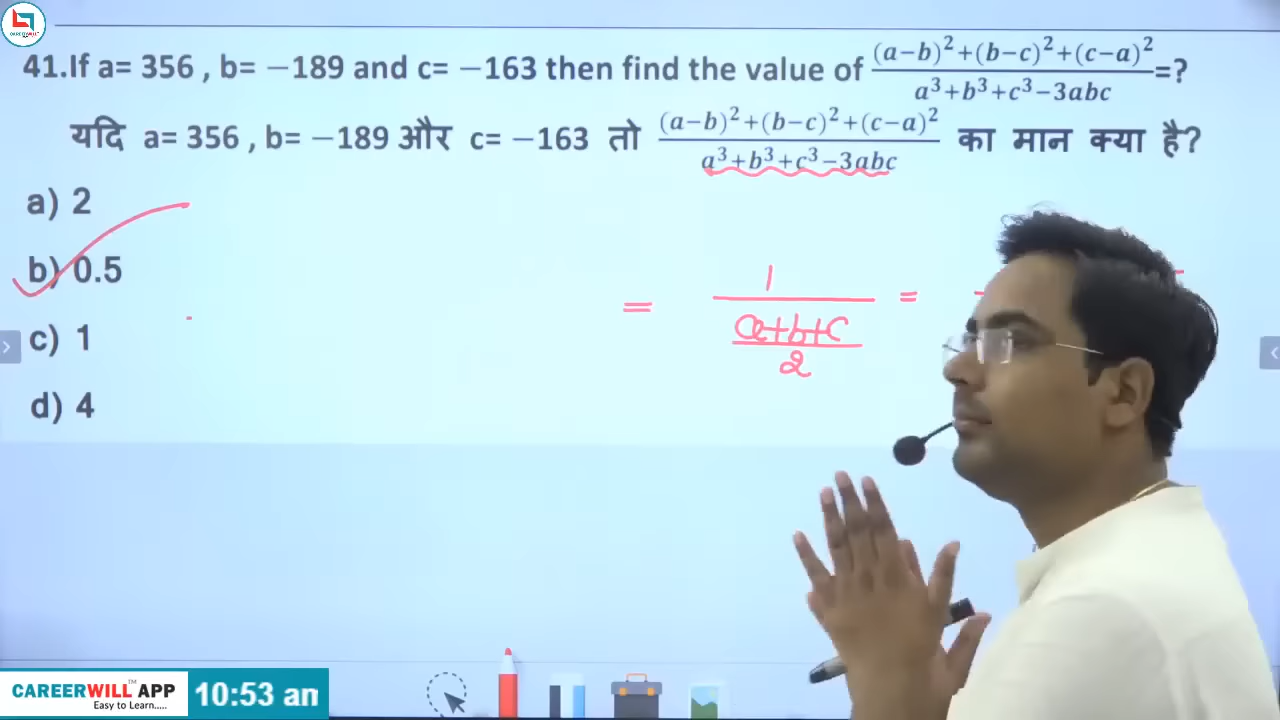 CAREERWILL
41.If a= 356 , b= −189 and c= −163 then find the value of (a−b)²+(b−c)²+(c−a)² / a³+b³+c³−3abc =?
यदि a= 356 , b= −189 और c= −163 तो (a−b)²+(b−c)²+(c−a)² / a³+b³+c³−3abc का मान क्या है?
a) 2
b) 0.5
c) 1
d) 4
= 1 / (a+b+c / 2) =
CAREERWILL™ APP
Easy to Learn.....
10:53 am